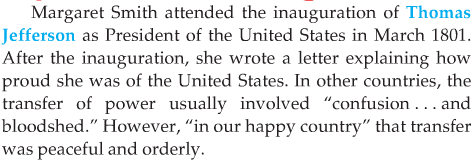 Margaret Smith attended the inauguration of Thomas
Jefferson as President of the United States in March 1801.
After the inauguration, she wrote a letter explaining how
proud she was of the United States. In other countries, the
transfer of power usually involved “confusion . . . and
bloodshed.” However, “in our happy country” that transfer
was peaceful and orderly.